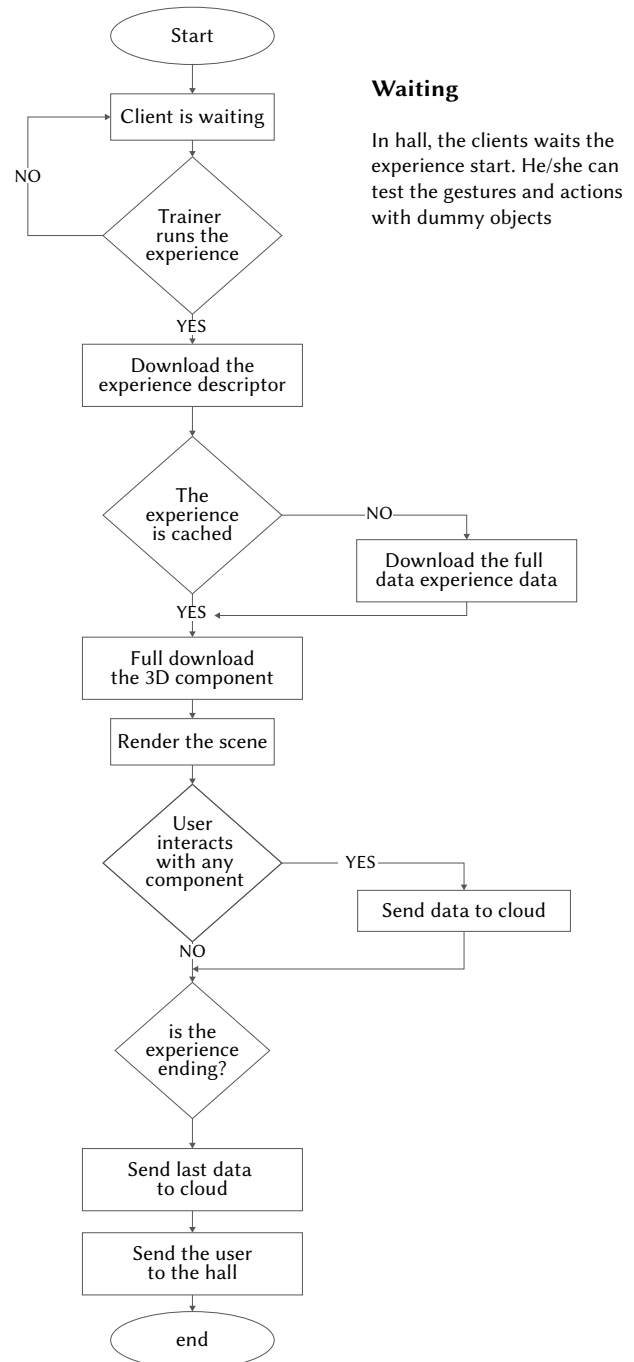 Start
Client is waiting
Waiting
In hall, the clients waits the
experience start. He/she can
test the gestures and actions
with dummy objects
NO
Trainer
runs the
experience
YES
Download the
experience descriptor
The
experience
is cached
NO
Download the full
data experience data
YES
Full download
the 3D component
Render the scene
User
interacts
with any
component
YES
Send data to cloud
NO
is the
experience
ending?
Send last data
to cloud
Send the user
to the hall
end